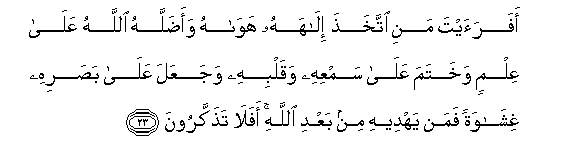 أَفَرَءَيْتَ مَنِ ٱتَّخَذَ إِلَـٰهَهُۥ هَوَىٰهُ وَأَضَلَّهُ ٱللَّهُ عَلَىٰ
عِلْمٍۢ وَخَتَمَ عَلَىٰ سَمْعِهِۦ وَقَلْبِهِۦ وَجَعَلَ عَلَىٰ بَصَرِهِۦ
غِشَـٰوَةً فَمَن يَهْدِيهِ مِنۢ بَعْدِ ٱللَّهِ ۚ أَفَلَا تَذَكَّرُونَ ﴿٢٣﴾